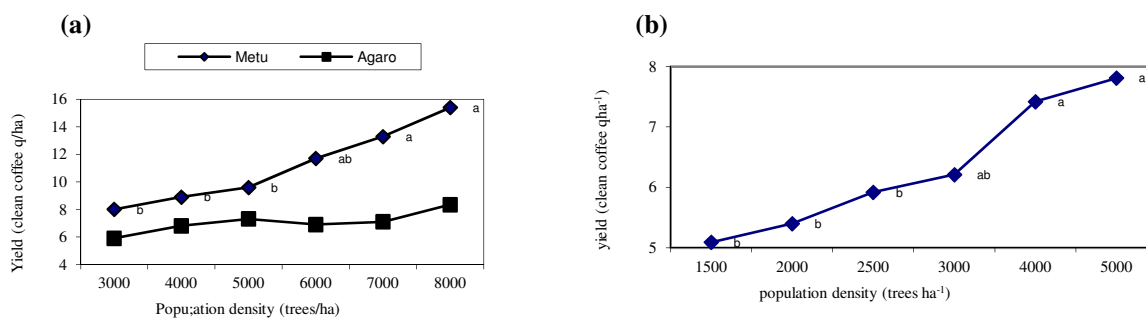 (a)
Metu Agaro
Yield (clean coffee q/ha)
16
14
12
10
8
6
4
b
b
b
ab
a
a
3000 4000 5000 6000 7000 8000
Popu;ation density (trees/ha)
(b)
yield (clean coffee qha-1)
8
7
6
5
b
b
b
ab
a
a
1500 2000 2500 3000 4000 5000
population density (trees ha-1)